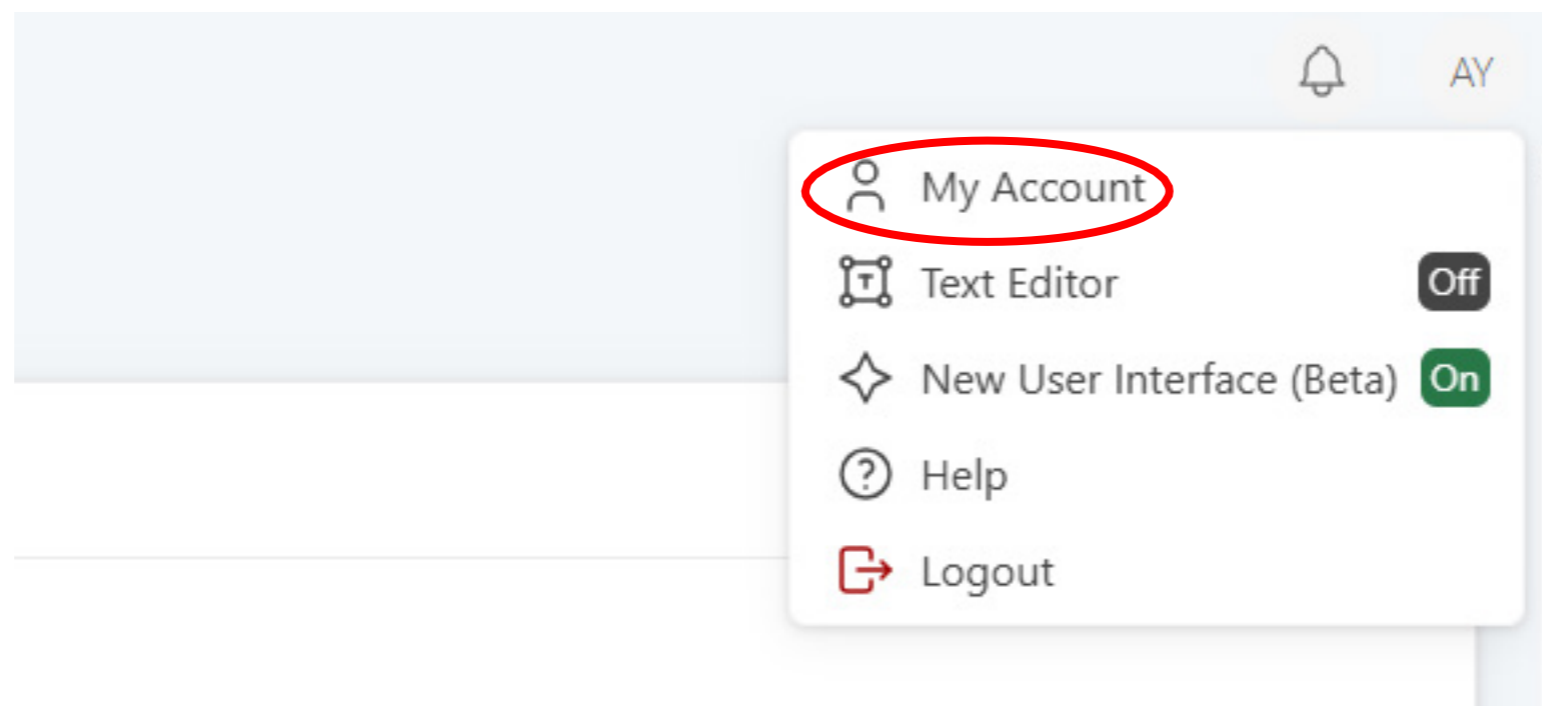 AY
My Account
Text Editor Off
New User Interface (Beta) On
Help
Logout